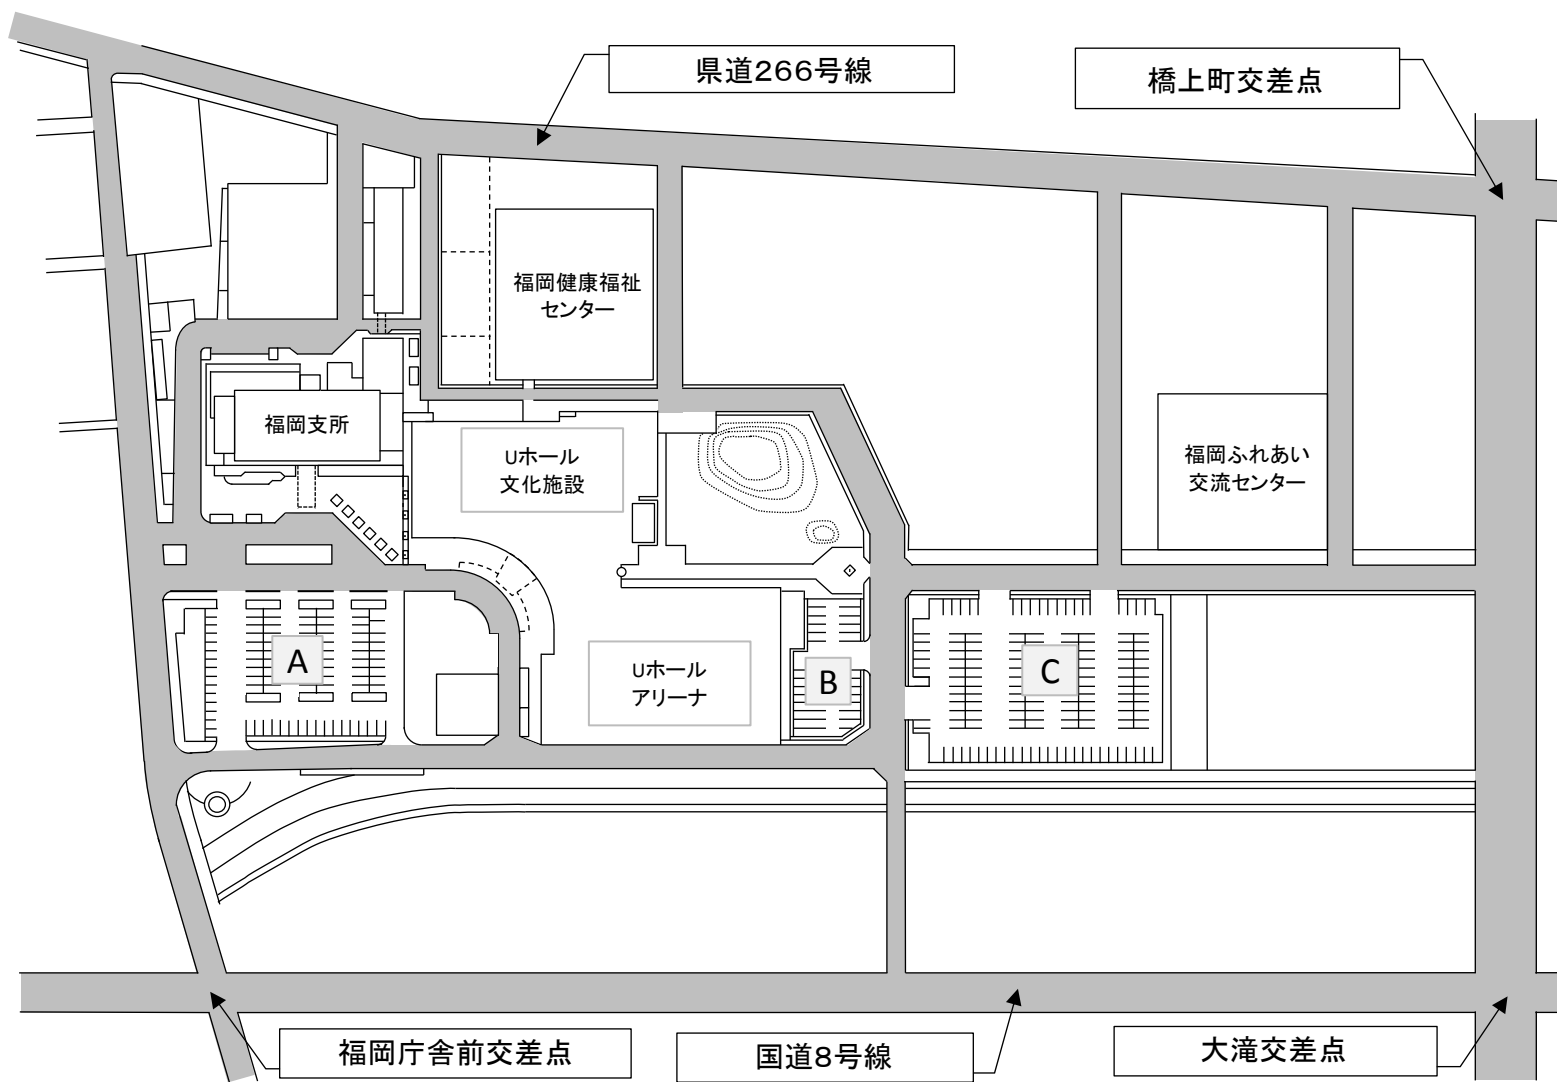 県道266号線
橋上町交差点
福岡健康福祉
センター
福岡支所
Uホール
文化施設
福岡ふれあい
交流センター
A
Uホール
アリーナ
B
C
福岡庁舎前交差点
国道8号線
大滝交差点